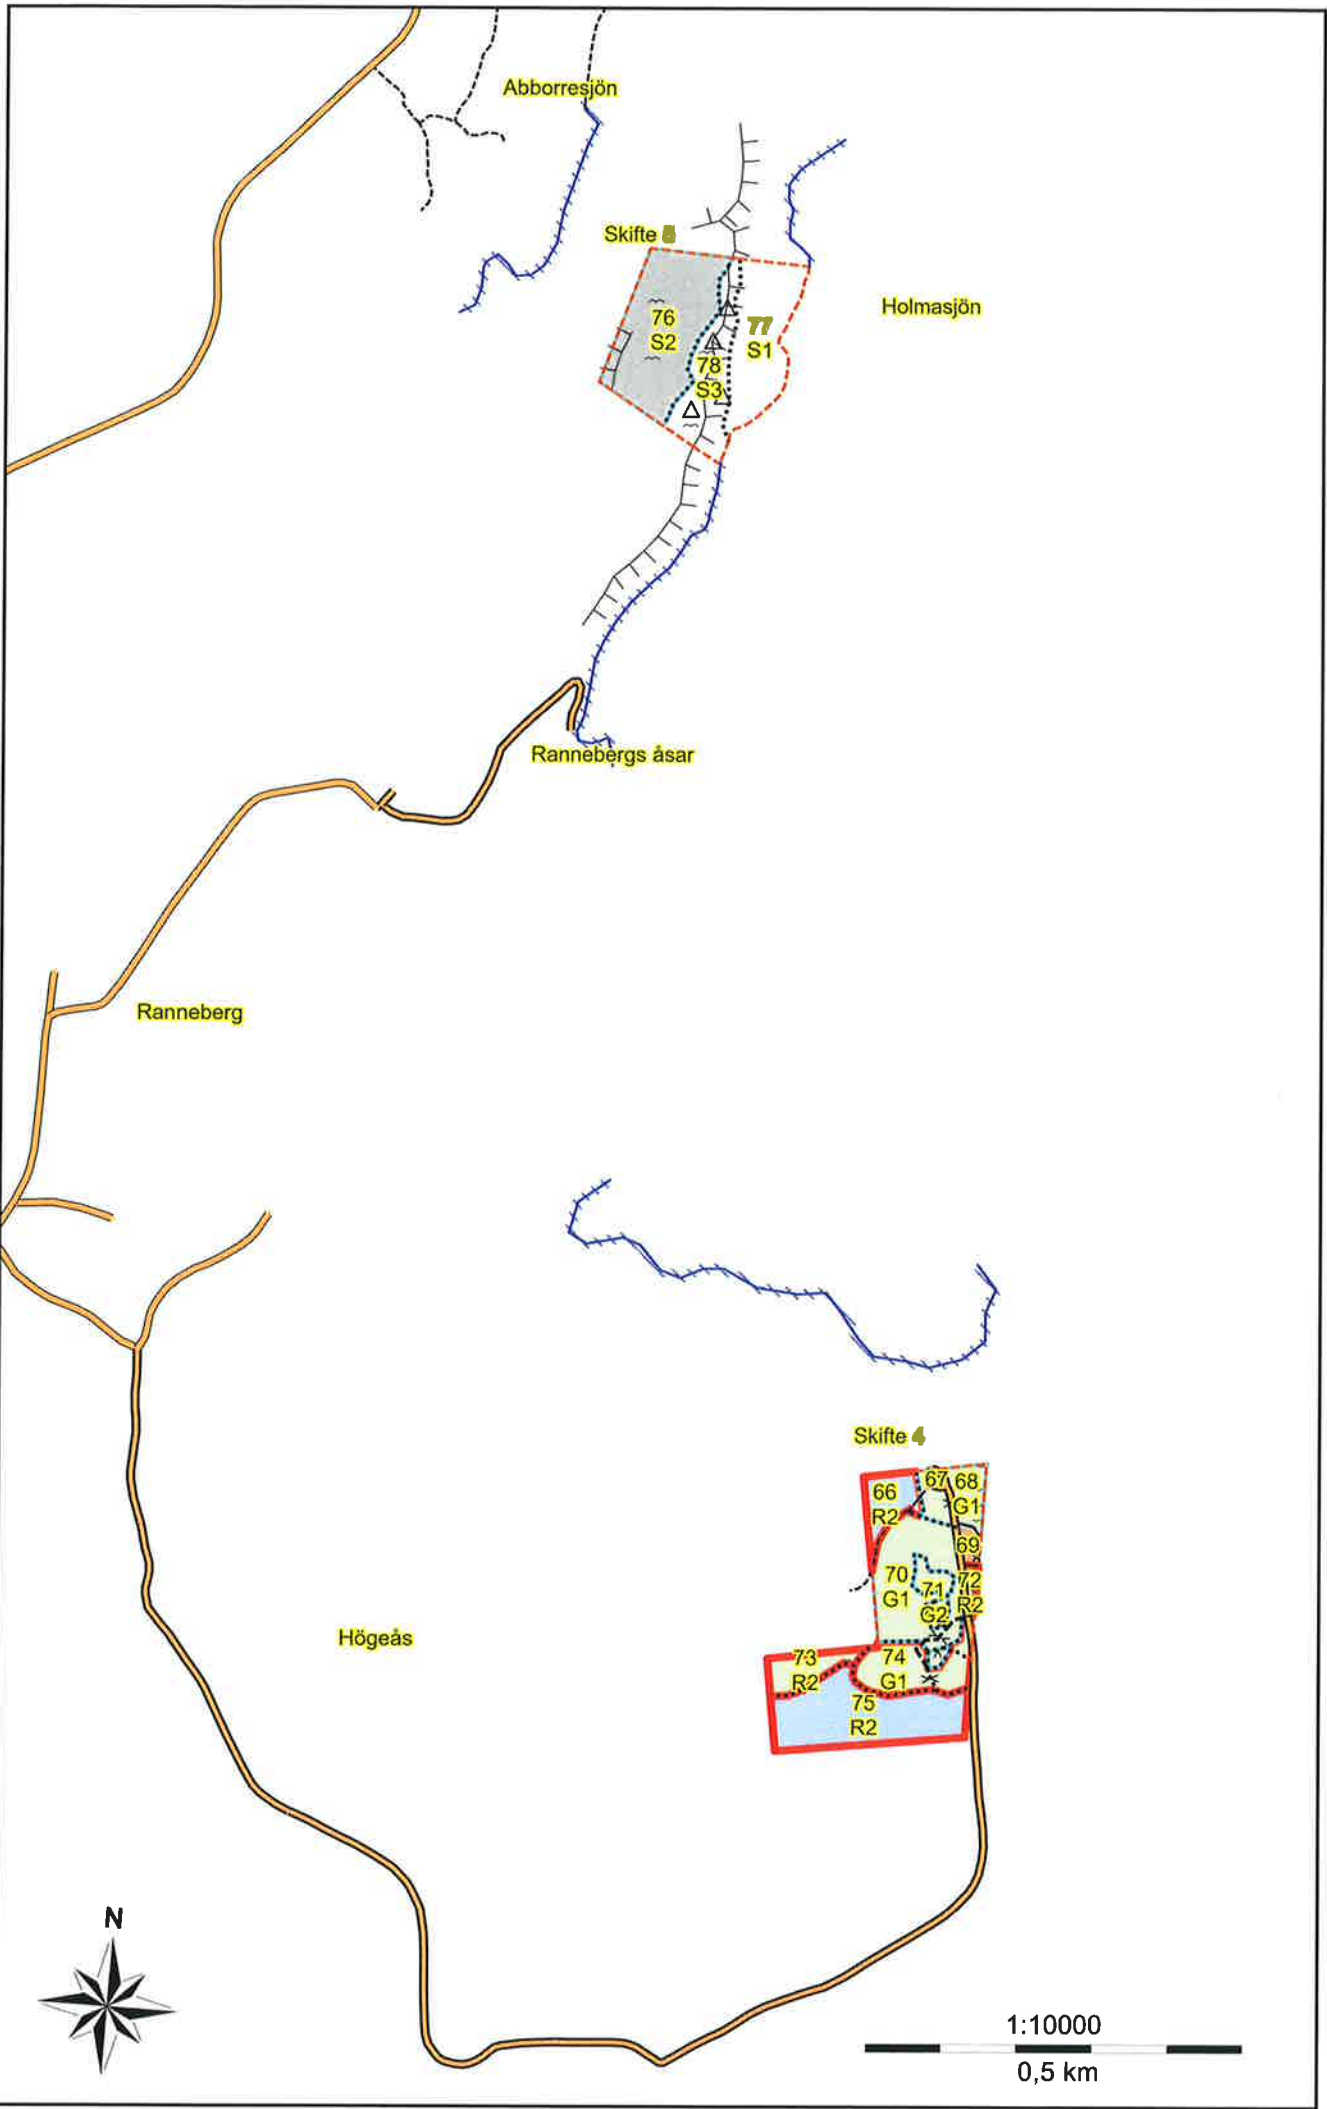 Abborresjön
Skifte 5
Holmasjön
76
S2
77
S1
78
S3
Rannebergs åsar
Ranneberg
Skifte 4
66
R2
67
68
G1
69
70
G1
71
G2
72
R2
Högeås
73
R2
74
G1
75
R2
N
1:10000
0,5 km